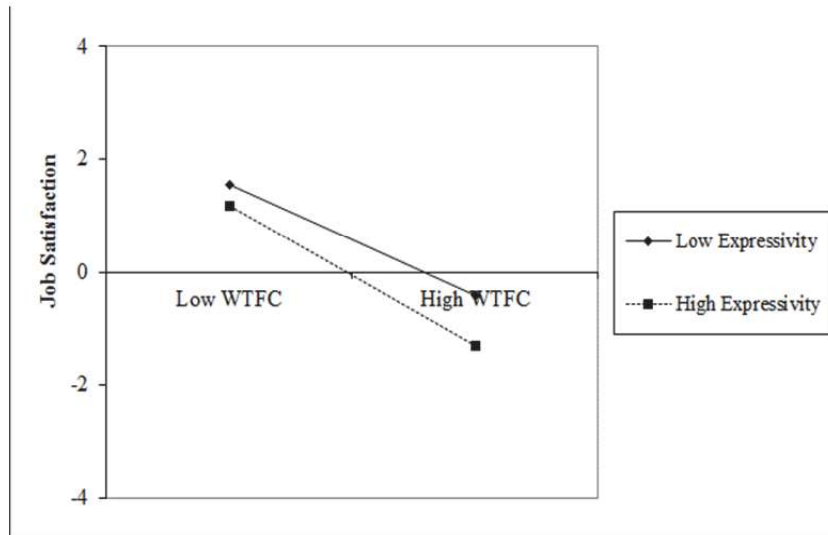 4
2
0
-2
-4
Job Satisfaction
Low WTFC
High WTFC
Low Expressivity
High Expressivity